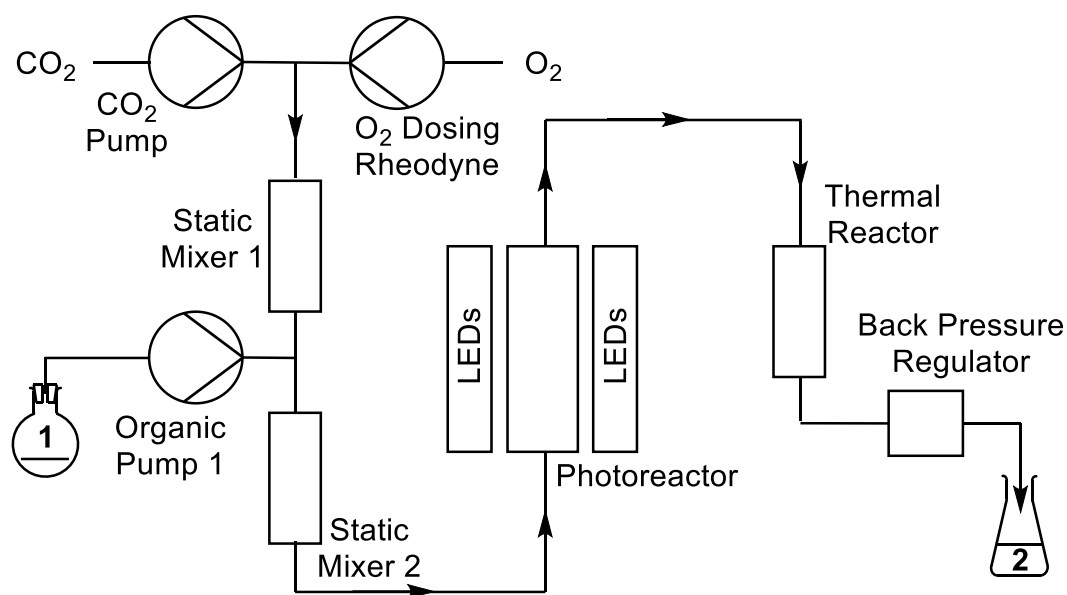 CO₂
CO₂
Pump
O₂
O₂ Dosing
Rheodyne
Static
Mixer 1
1
Organic
Pump 1
Static
Mixer 2
LEDs
LEDs
Photoreactor
Thermal
Reactor
Back Pressure
Regulator
2